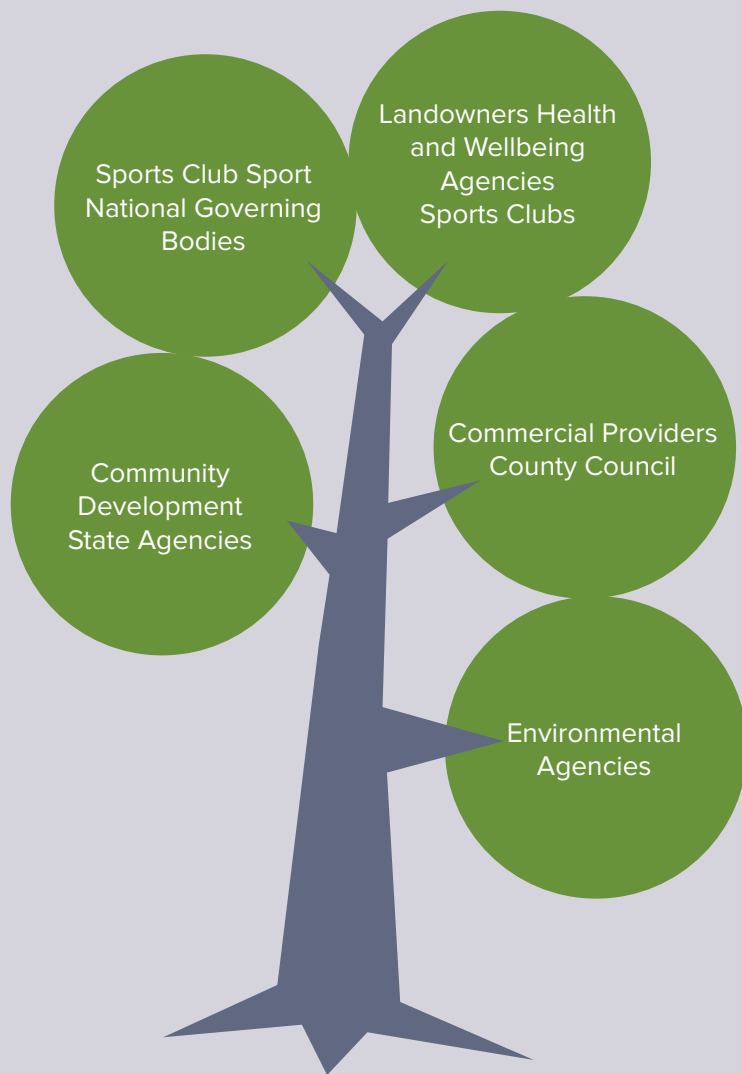 Sports Club Sport
National Governing
Bodies
Landowners Health
and Wellbeing
Agencies
Sports Clubs
Community
Development
State Agencies
Commercial Providers
County Council
Environmental
Agencies